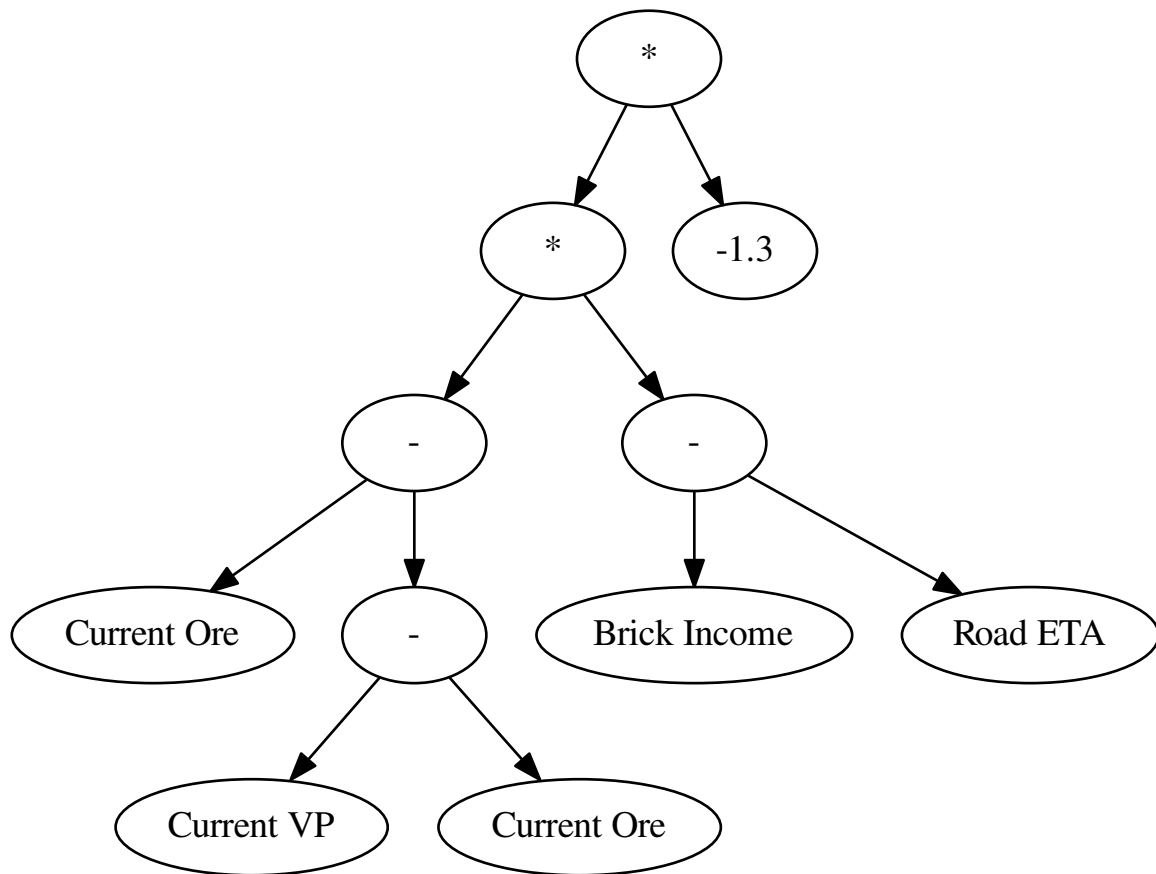 *
*
-1.3
-
-
Current Ore
-
Brick Income
Road ETA
Current VP
Current Ore